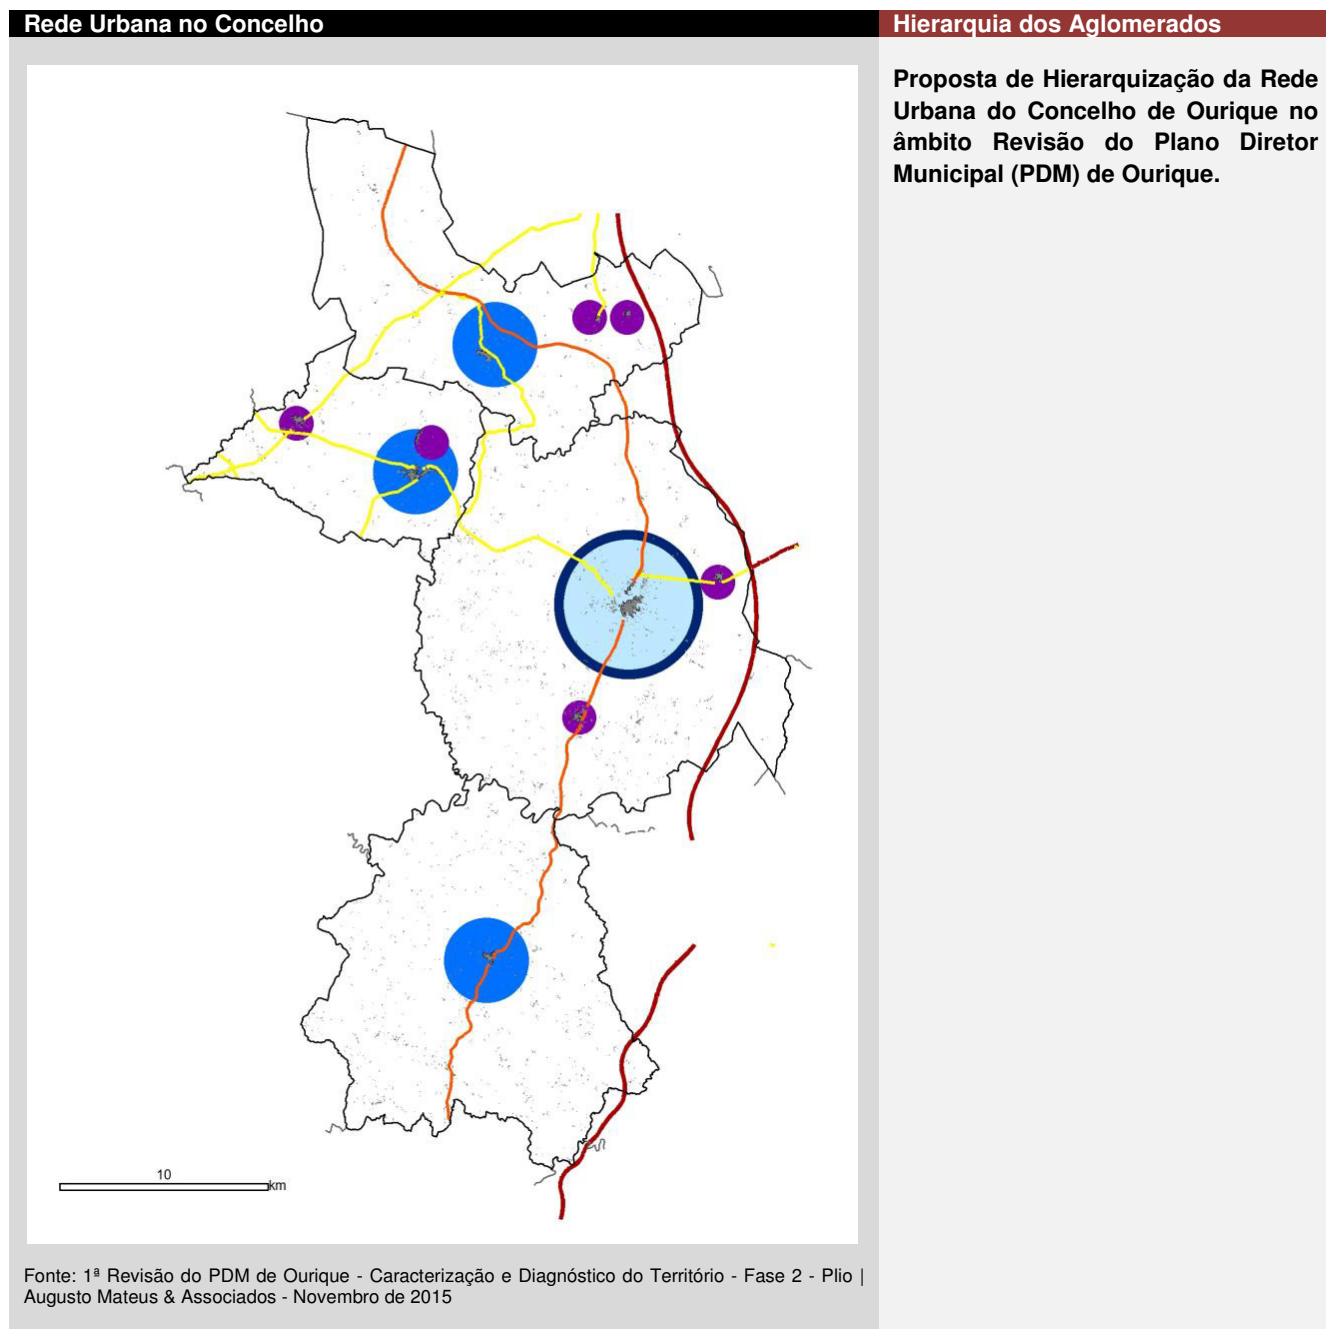 Rede Urbana no Concelho
Hierarquia dos Aglomerados
Proposta de Hierarquização da Rede
Urbana do Concelho de Ourique no
âmbito Revisão do Plano Diretor
Municipal (PDM) de Ourique.
10
km
Fonte: 1ª Revisão do PDM de Ourique - Caracterização e Diagnóstico do Território - Fase 2 - Plio |
Augusto Mateus & Associados - Novembro de 2015